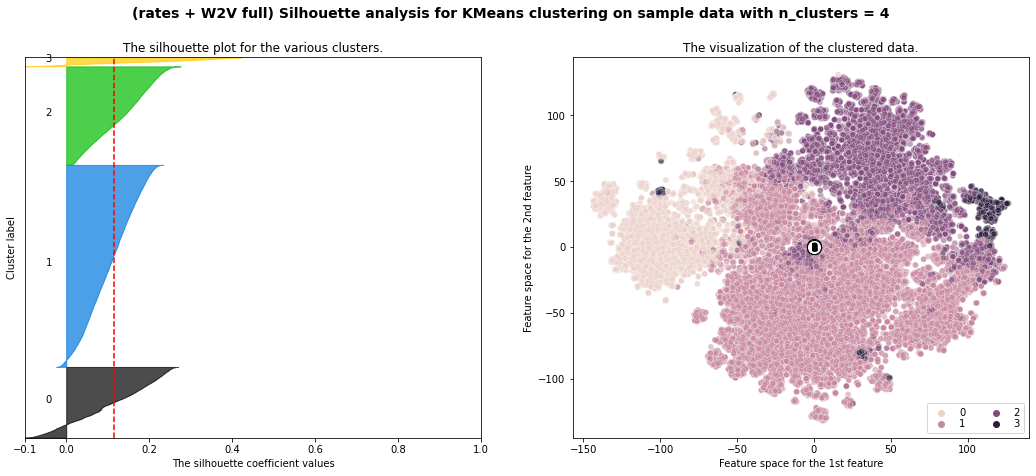 (rates + W2V full) Silhouette analysis for KMeans clustering on sample data with n_clusters = 4
The silhouette plot for the various clusters.
3
2
1
0
Cluster label
−0.1 0.0 0.2 0.4 0.6 0.8 1.0
The silhouette coefficient values
The visualization of the clustered data.
100
50
0
−50
−100
Feature space for the 2nd feature
−150 −100 −50 0 50 100
Feature space for the 1st feature
0 2
1 3